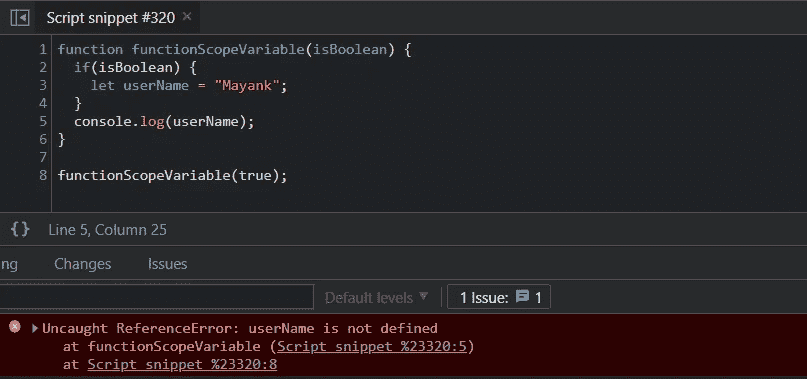 Script snippet #320 ×
1 function functionScopeVariable(isBoolean) {
2   if(isBoolean) {
3     let userName = "Mayank";
4   }
5   console.log(userName);
6 }
7
8 functionScopeVariable(true);
{} Line 5, Column 25
ng Changes Issues
Default levels ▼ 1 Issue: 1
Uncaught ReferenceError: userName is not defined
at functionScopeVariable (Script snippet %23320:5)
at Script snippet %23320:8